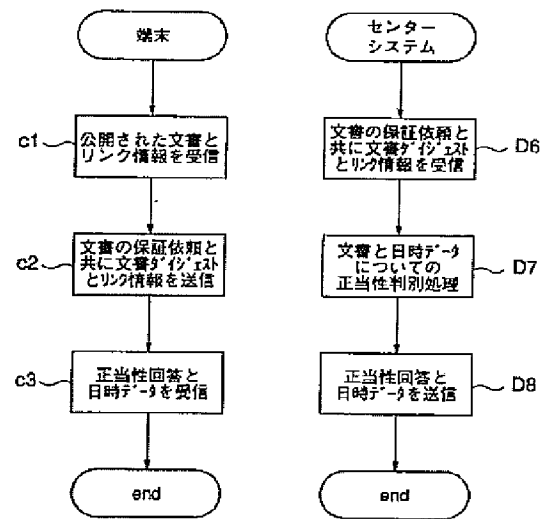 端末
c1
公開された文書と
リンク情報を受信
c2
文書の保証依頼と
共に文書ﾀﾞｲｼﾞｪｽﾄ
とﾘﾝｸ情報を送信
c3
正当性回答と
日時ﾃﾞｰﾀを受信
end
センター
システム
文書の保証依頼と
共に文書ﾀﾞｲｼﾞｪｽﾄ
とﾘﾝｸ情報を受信
D6
文書と日時ﾃﾞｰﾀ
についての
正当性判別処理
D7
正当性回答と
日時ﾃﾞｰﾀを送信
D8
end